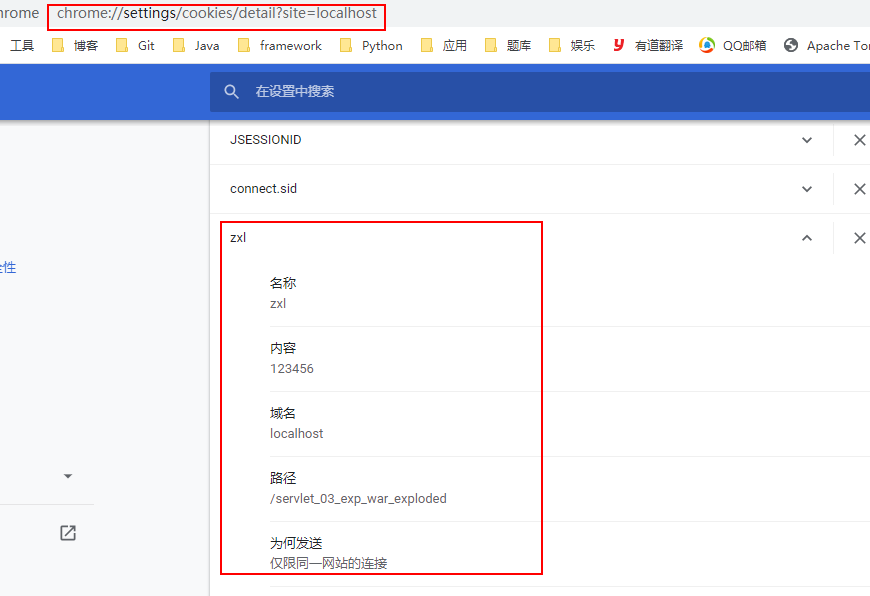 chrome://settings/cookies/detail?site=localhost
工具 博客 Git Java framework Python 应用 题库 娱乐 有道翻译 QQ邮箱 Apache
在设置中搜索
JSESSIONID
connect.sid
zxl
名称
zxl
内容
123456
域名
localhost
路径
/servlet_03_exp_war_exploded
为何发送
仅限同一网站的连接